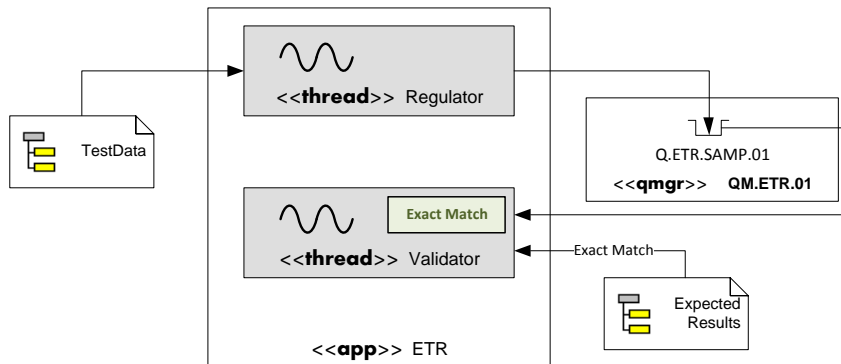 <<thread>> Regulator
TestData
Q.ETR.SAMP.01
<<qmgr>> QM.ETR.01
Exact Match
<<thread>> Validator
Exact Match
Expected
Results
<<app>> ETR